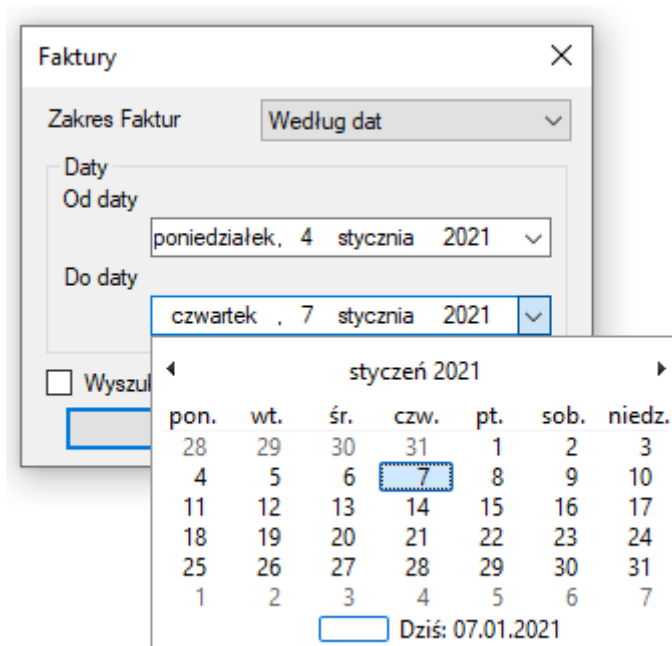 Faktury
Zakres Faktur Według dat
Daty
Od daty
poniedziałek, 4 stycznia 2021
Do daty
czwartek , 7 stycznia 2021
styczeń 2021
pon. wt. śr. czw. pt. sob. niedz.
28 29 30 31 1 2 3
4 5 6 7 8 9 10
11 12 13 14 15 16 17
18 19 20 21 22 23 24
25 26 27 28 29 30 31
1 2 3 4 5 6 7
Dziś: 07.01.2021